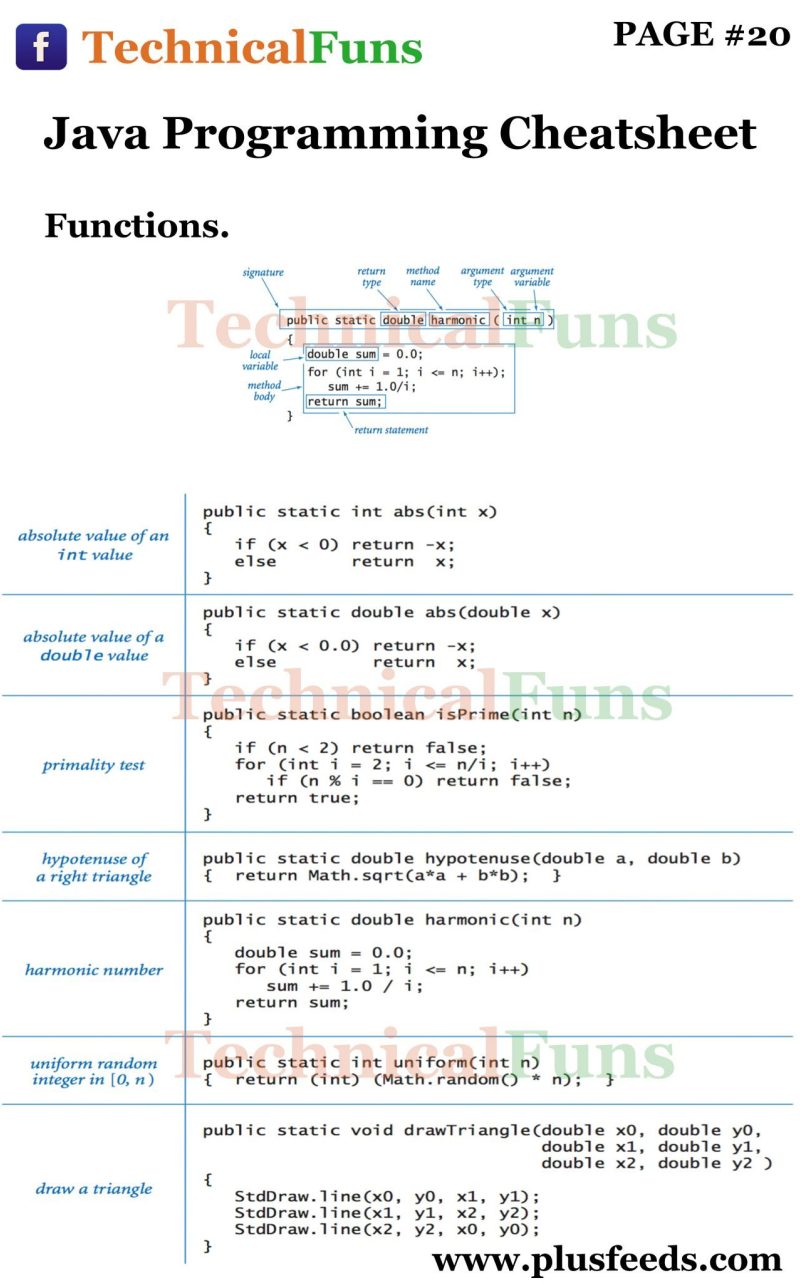 f TechnicalFuns
PAGE #20
Java Programming Cheatsheet
Functions.
signature
return
type
method
name
argument
type
argument
variable
TechnicalFuns
public static double harmonic ( int n )
{
local
variable
double sum = 0.0;
for (int i = 1; i <= n; i++);
method
body
sum += 1.0/i;
return sum;
}
return statement
absolute value of an
int value
public static int abs(int x)
{
if (x < 0) return -x;
else return x;
}
absolute value of a
double value
public static double abs(double x)
{
if (x < 0.0) return -x;
else return x;
}
TechnicalFuns
primality test
public static boolean isPrime(int n)
{
if (n < 2) return false;
for (int i = 2; i <= n/i; i++)
if (n % i == 0) return false;
return true;
}
hypotenuse of
a right triangle
public static double hypotenuse(double a, double b)
{ return Math.sqrt(a*a + b*b); }
harmonic number
public static double harmonic(int n)
{
double sum = 0.0;
for (int i = 1; i <= n; i++)
sum += 1.0 / i;
return sum;
}
TechnicalFuns
uniform random
integer in [0, n)
public static int uniform(int n)
{ return (int) (Math.random() * n); }
draw a triangle
public static void drawTriangle(double x0, double y0,
double x1, double y1,
double x2, double y2 )
{
StdDraw.line(x0, y0, x1, y1);
StdDraw.line(x1, y1, x2, y2);
StdDraw.line(x2, y2, x0, y0);
}
www.plusfeeds.com